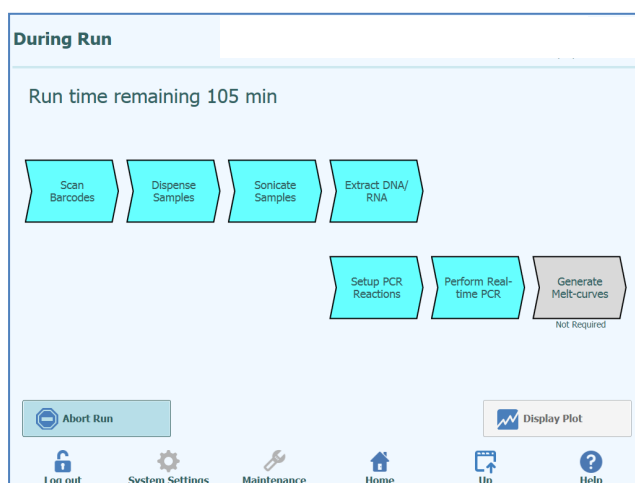 During Run
Run time remaining 105 min
Scan
Barcodes
Dispense
Samples
Sonicate
Samples
Extract DNA/
RNA
Setup PCR
Reactions
Perform Real-
time PCR
Generate
Melt-curves
Not Required
Abort Run
Display Plot
Log out
System Settings
Maintenance
Home
Up
Help